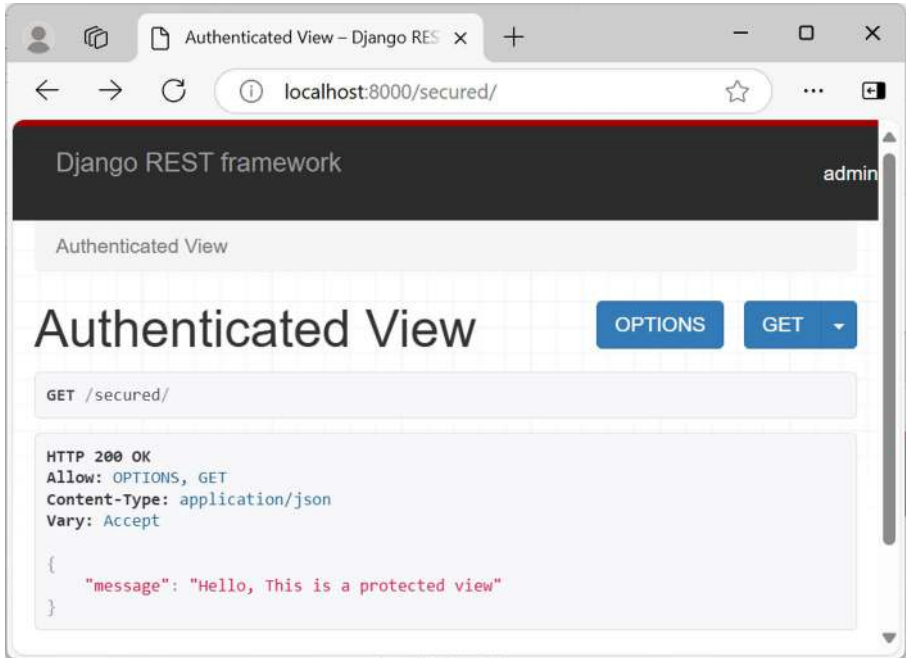 Authenticated View – Django RES
localhost:8000/secured/
Django REST framework
admin
Authenticated View
Authenticated View
OPTIONS
GET
GET /secured/
HTTP 200 OK
Allow: OPTIONS, GET
Content-Type: application/json
Vary: Accept
{
"message": "Hello, This is a protected view"
}